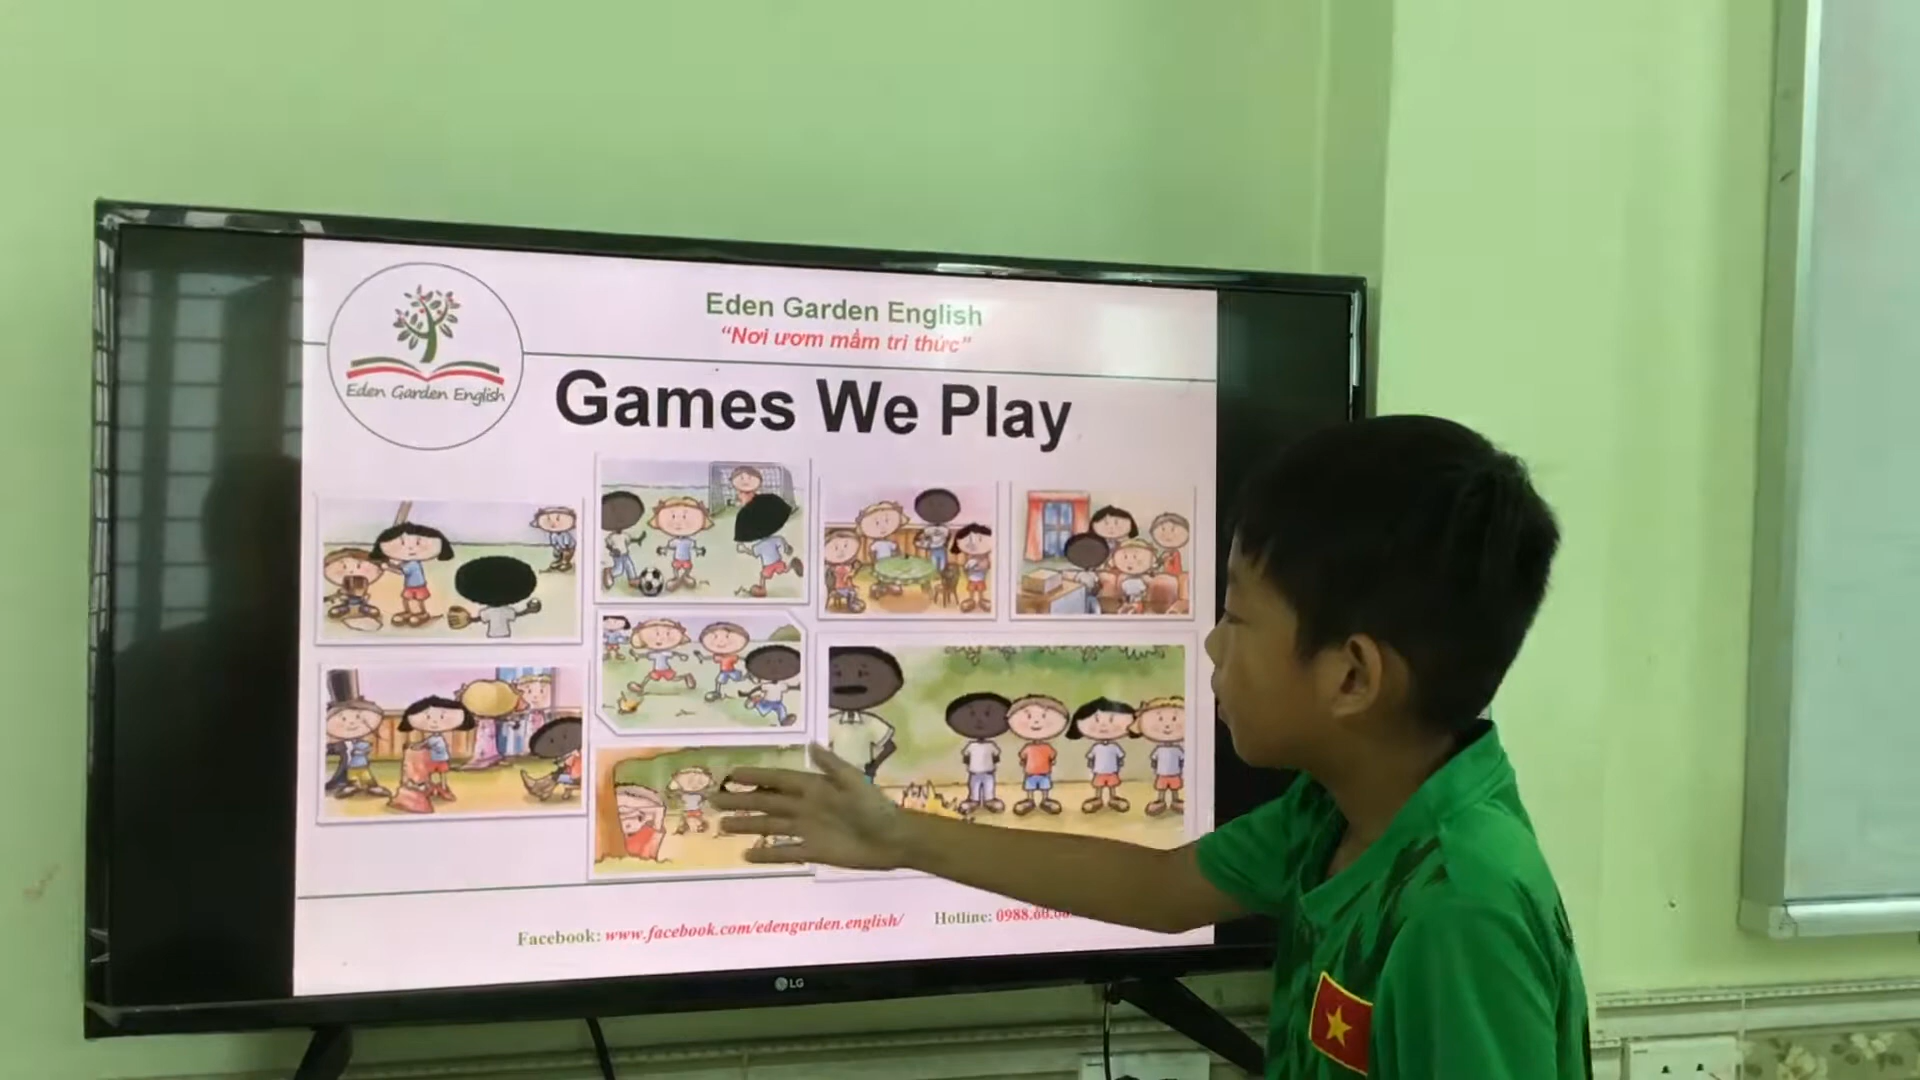 Eden Garden English
“Nơi ươm mầm tri thức”
Eden Garden English
Games We Play
Facebook: www.facebook.com/edengarden.english/ Hotline:
LG